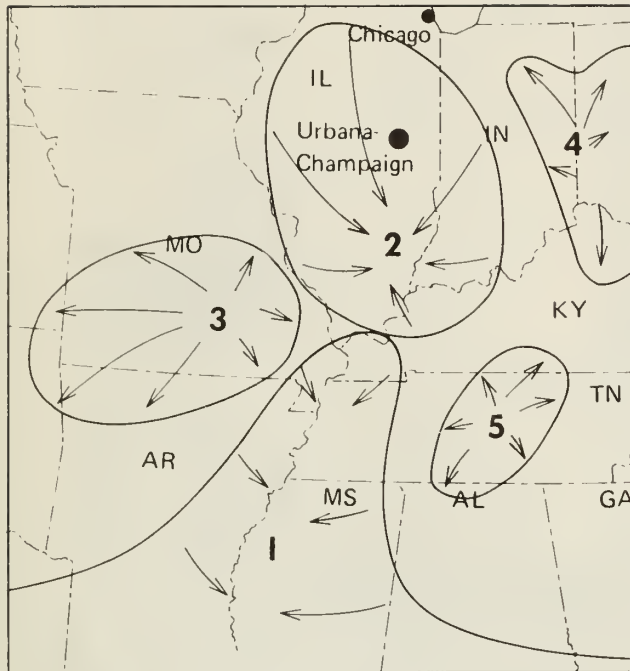 Chicago
IL
Urbana-
Champaign
IN
4
MO
2
3
KY
TN
5
AR
MS
AL
GA
1